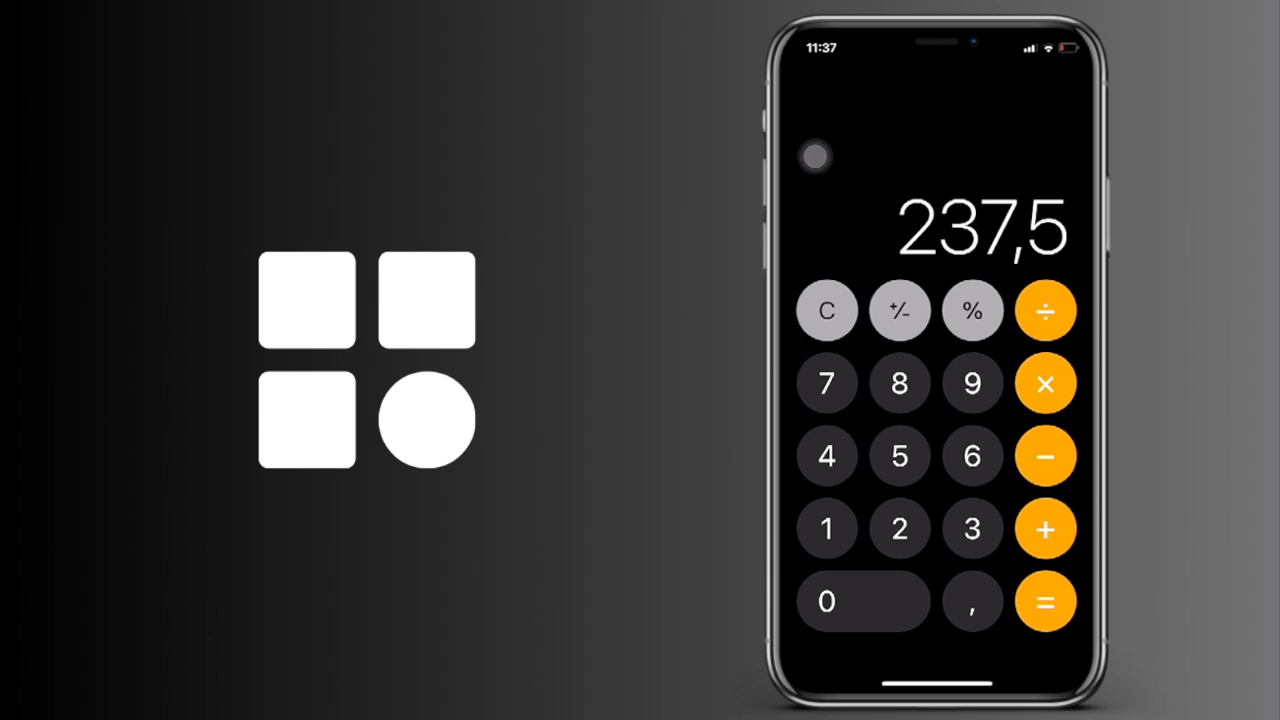 11:37
237,5
C +/- % ÷
7 8 9 ×
4 5 6 −
1 2 3 +
0 , =